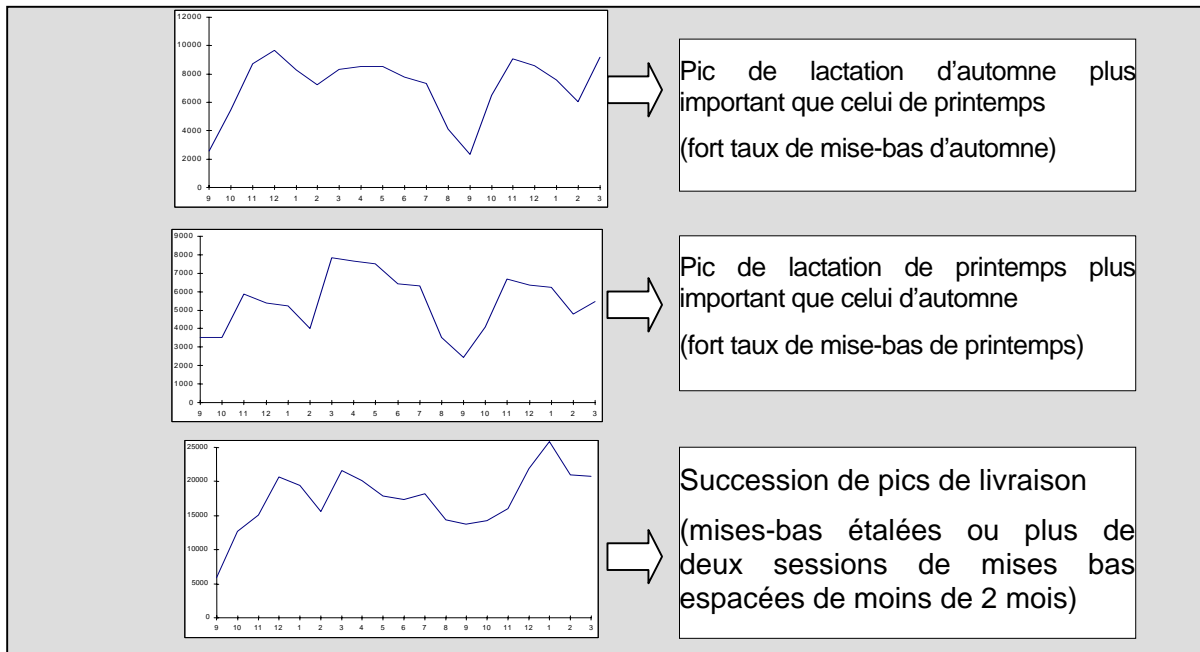 12000
10000
8000
6000
4000
2000
0
9 10 11 12 1 2 3 4 5 6 7 8 9 10 11 12 1 2 3
Pic de lactation d'automne plus
important que celui de printemps
(fort taux de mise-bas d'automne)
9000
8000
7000
6000
5000
4000
3000
2000
1000
0
9 10 11 12 1 2 3 4 5 6 7 8 9 10 11 12 1 2 3
Pic de lactation de printemps plus
important que celui d'automne
(fort taux de mise-bas de printemps)
25000
20000
15000
10000
5000
0
9 10 11 12 1 2 3 4 5 6 7 8 9 10 11 12 1 2 3
Succession de pics de livraison
(mises-bas étalées ou plus de
deux sessions de mises bas
espacées de moins de 2 mois)